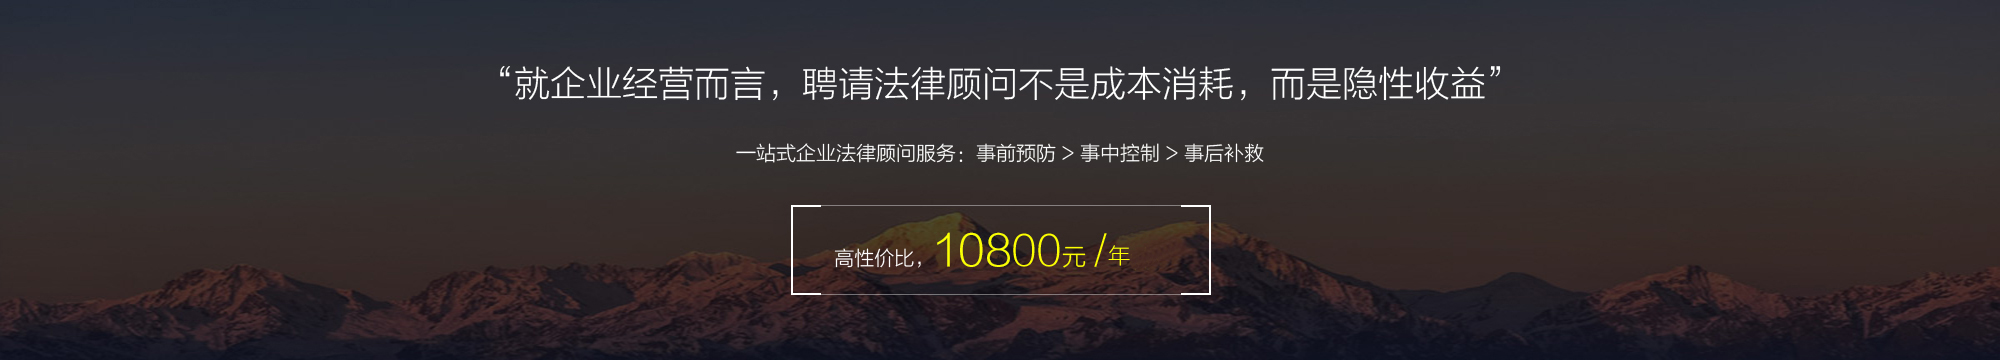 “就企业经营而言，聘请法律顾问不是成本消耗，而是隐性收益”
一站式企业法律顾问服务：事前预防 > 事中控制 > 事后补救
高性价比，10800元 /年